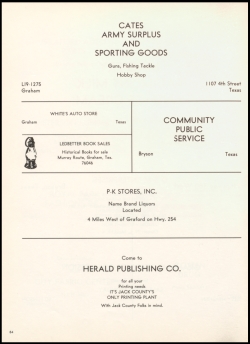 CATES
ARMY SURPLUS
AND
SPORTING GOODS
Guns, Fishing Tackle
Hobby Shop
LI9-1275 1107 4th Street
Graham Texas
WHITE'S AUTO STORE
Graham Texas
LEDBETTER BOOK SALES
Historical Books for sale
Murray Route, Graham, Tex.
76046
COMMUNITY
PUBLIC
SERVICE
Bryson Texas
P-K STORES, INC.
Name Brand Liquors
Located
4 Miles West of Graford on Hwy. 254
Come to
HERALD PUBLISHING CO.
for all your
Printing needs
IT'S JACK COUNTY'S
ONLY PRINTING PLANT
With Jack County Folks in mind.